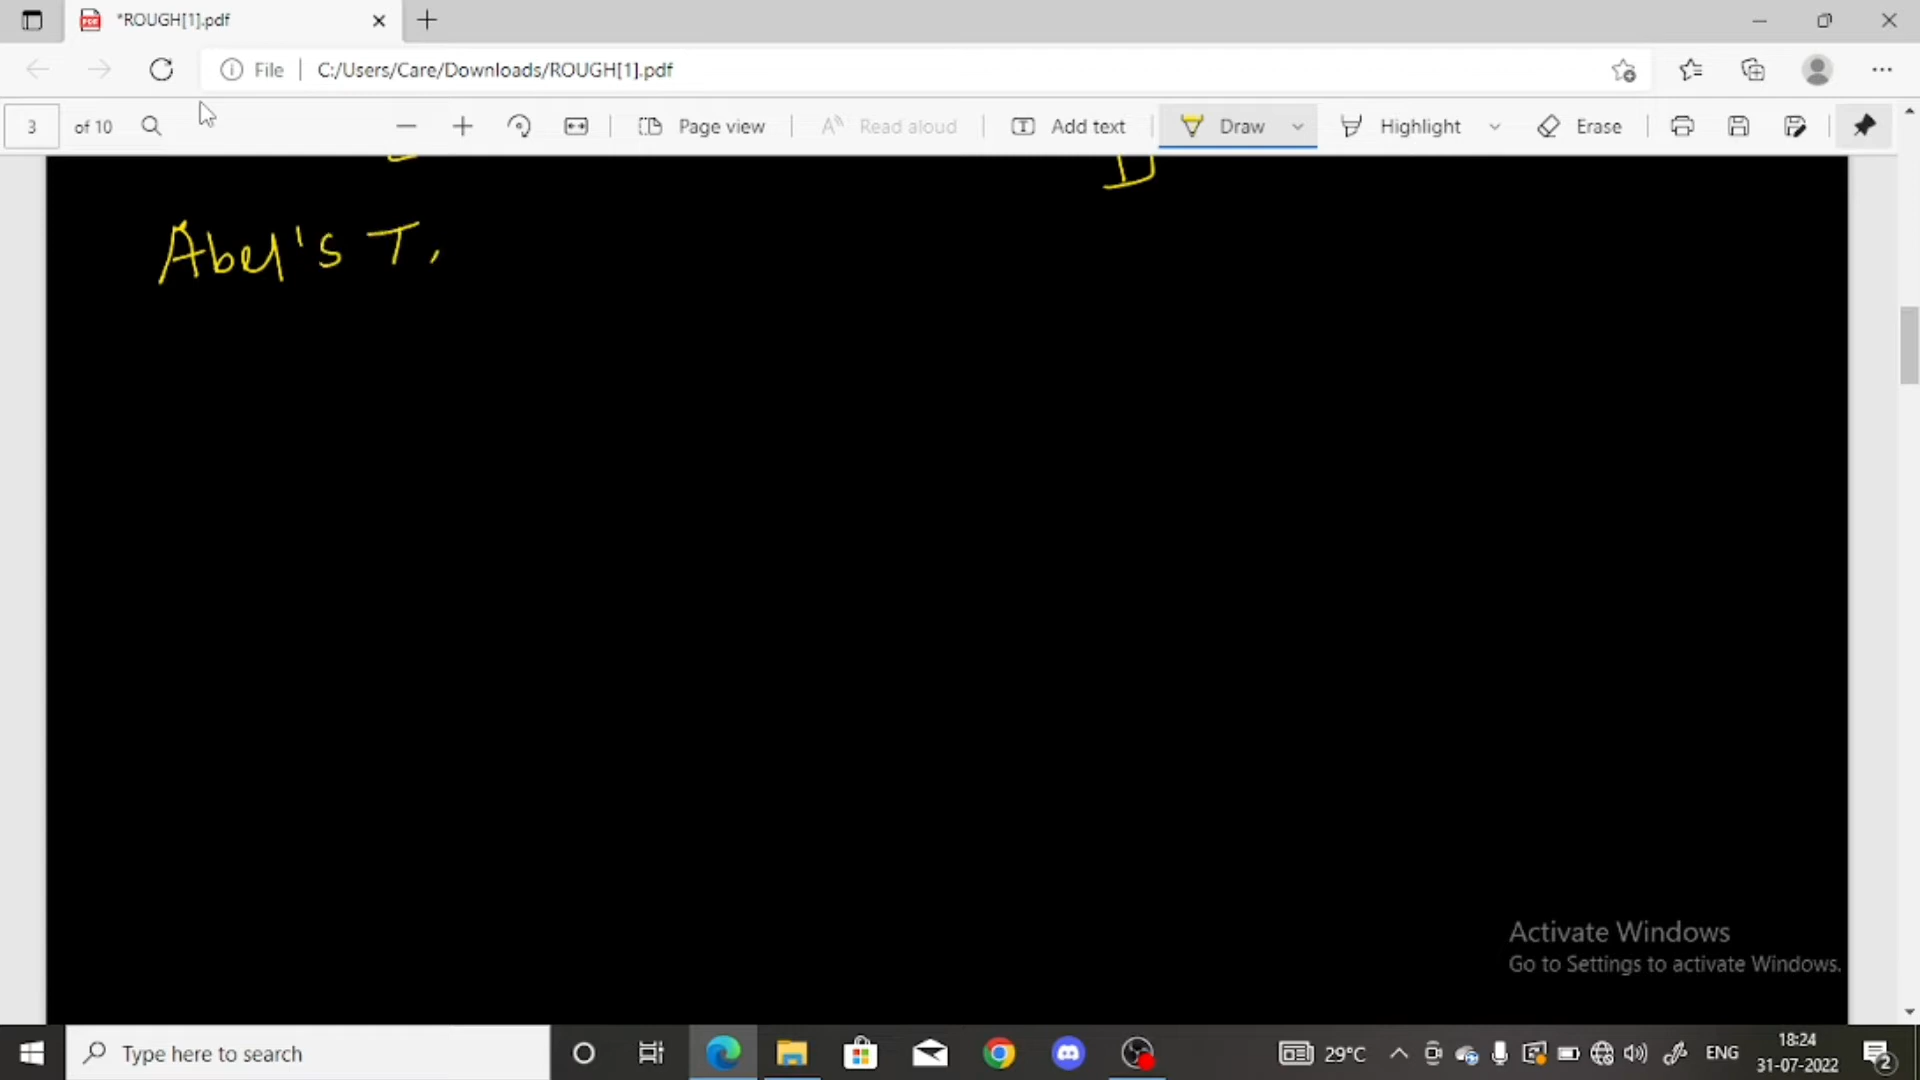 *ROUGH[1].pdf
File C:/Users/Care/Downloads/ROUGH[1].pdf
3 of 10 Page view Read aloud Add text Draw Highlight Erase
Abel's T,
Activate Windows
Go to Settings to activate Windows.
Type here to search 29°C ENG 18:24
31-07-2022 2